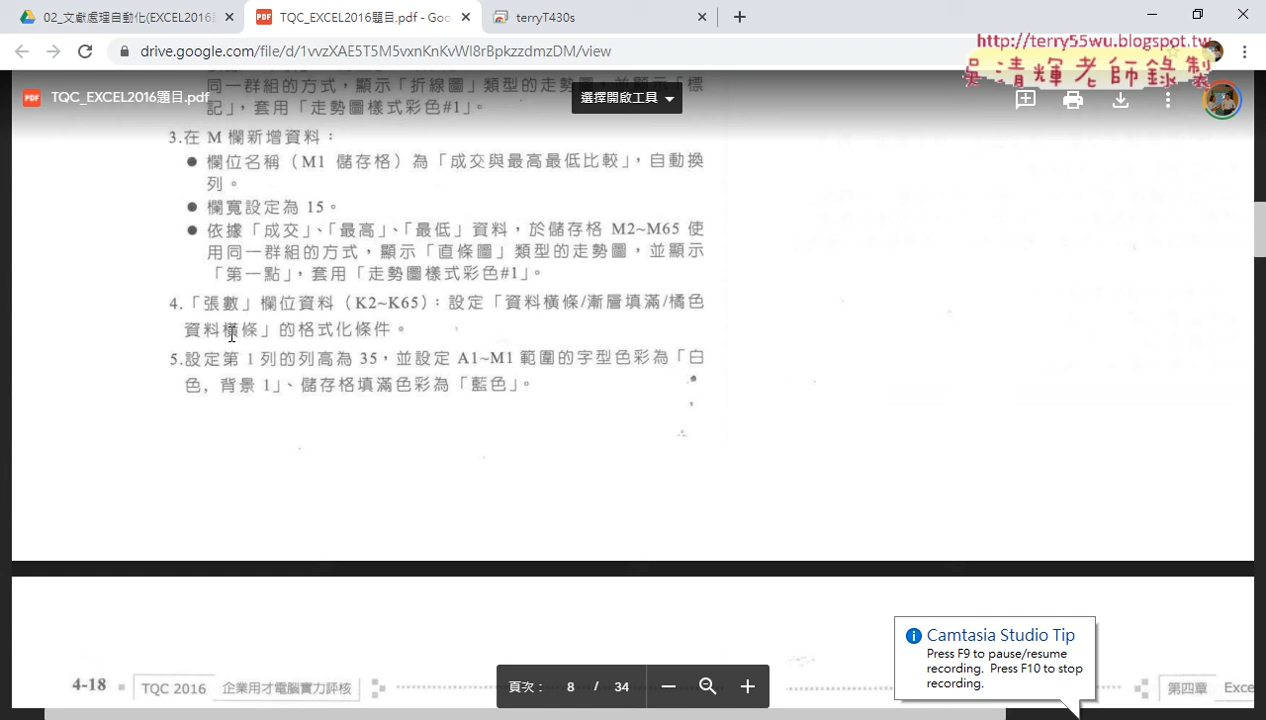 02_文獻處理自動化(EXCEL2016題
TQC_EXCEL2016題目.pdf - Goo
terryT430s
drive.google.com/file/d/1vvzXAE5T5M5vxnKnKvWI8rBpkzzdmzDM/view
http://terry55wu.blogspot.tw
吳清輝老師錄製
TQC_EXCEL2016題目.pdf
選擇開啟工具
同一群組的方式，顯示「折線圖」類型的走勢圖，並顯示「標
記」，套用「走勢圖樣式彩色#1」。
3.在 M 欄新增資料：
● 欄位名稱（M1 儲存格）為「成交與最高最低比較」，自動換
列。
● 欄寬設定為 15。
● 依據「成交」、「最高」、「最低」資料，於儲存格 M2~M65 使
用同一群組的方式，顯示「直條圖」類型的走勢圖，並顯示
「第一點」，套用「走勢圖樣式彩色#1」。
4.「張數」欄位資料（K2~K65）：設定「資料橫條/漸層填滿/橘色
資料橫條」的格式化條件。
5.設定第 1 列的列高為 35，並設定 A1~M1 範圍的字型色彩為「白
色, 背景 1」、儲存格填滿色彩為「藍色」。
Camtasia Studio Tip
Press F9 to pause/resume
recording. Press F10 to stop
recording.
4-18 TQC 2016 企業用才電腦實力評核
頁次： 8 / 34
第四章 Exce